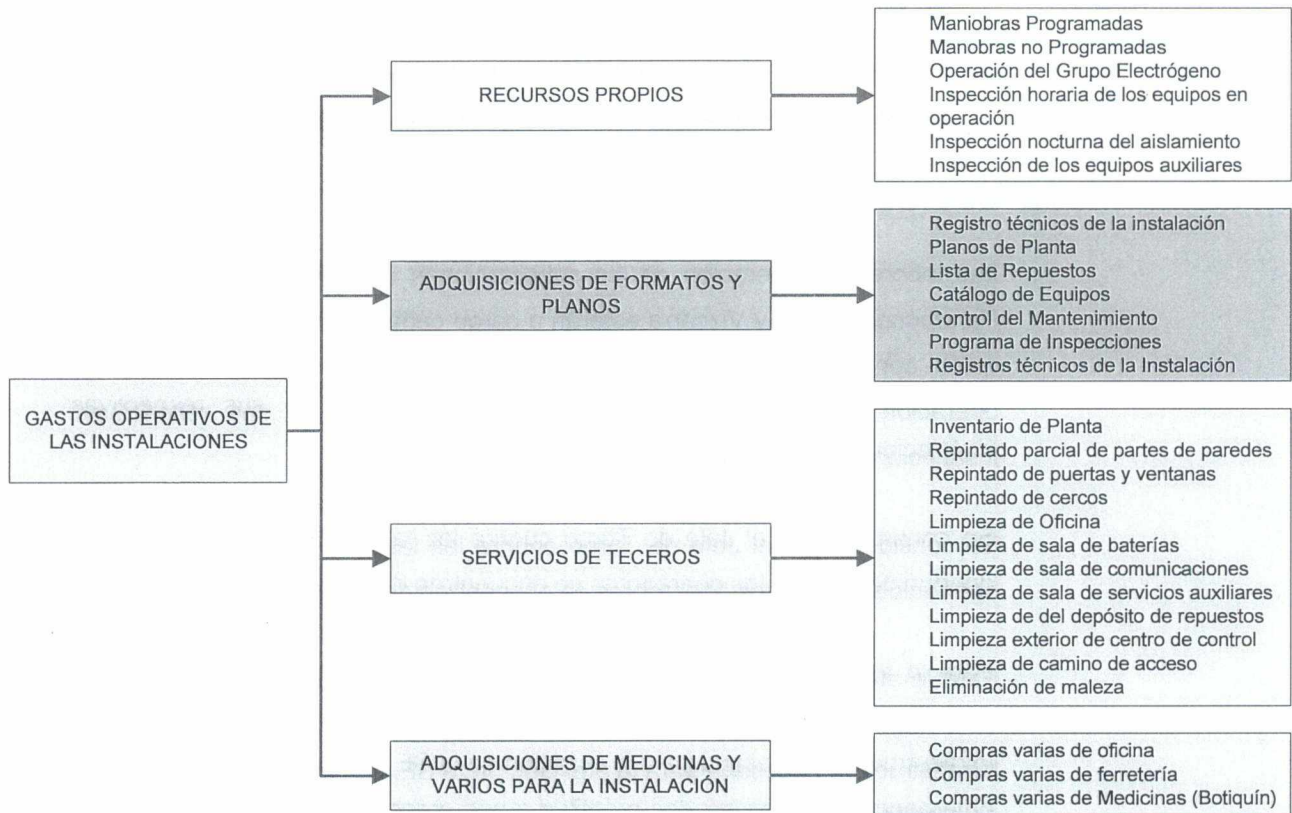 Maniobras Programadas
Manobras no Programadas
Operación del Grupo Electrógeno
Inspección horaria de los equipos en
operación
Inspección nocturna del aislamiento
Inspección de los equipos auxiliares
RECURSOS PROPIOS
Registro técnicos de la instalación
Planos de Planta
Lista de Repuestos
Catálogo de Equipos
Control del Mantenimiento
Programa de Inspecciones
Registros técnicos de la Instalación
ADQUISICIONES DE FORMATOS Y
PLANOS
GASTOS OPERATIVOS DE
LAS INSTALACIONES
Inventario de Planta
Repintado parcial de partes de paredes
Repintado de puertas y ventanas
Repintado de cercos
Limpieza de Oficina
Limpieza de sala de baterías
Limpieza de sala de comunicaciones
Limpieza de sala de servicios auxiliares
Limpieza de del depósito de repuestos
Limpieza exterior de centro de control
Limpieza de camino de acceso
Eliminación de maleza
SERVICIOS DE TECEROS
ADQUISICIONES DE MEDICINAS Y
VARIOS PARA LA INSTALACIÓN
Compras varias de oficina
Compras varias de ferretería
Compras varias de Medicinas (Botiquín)